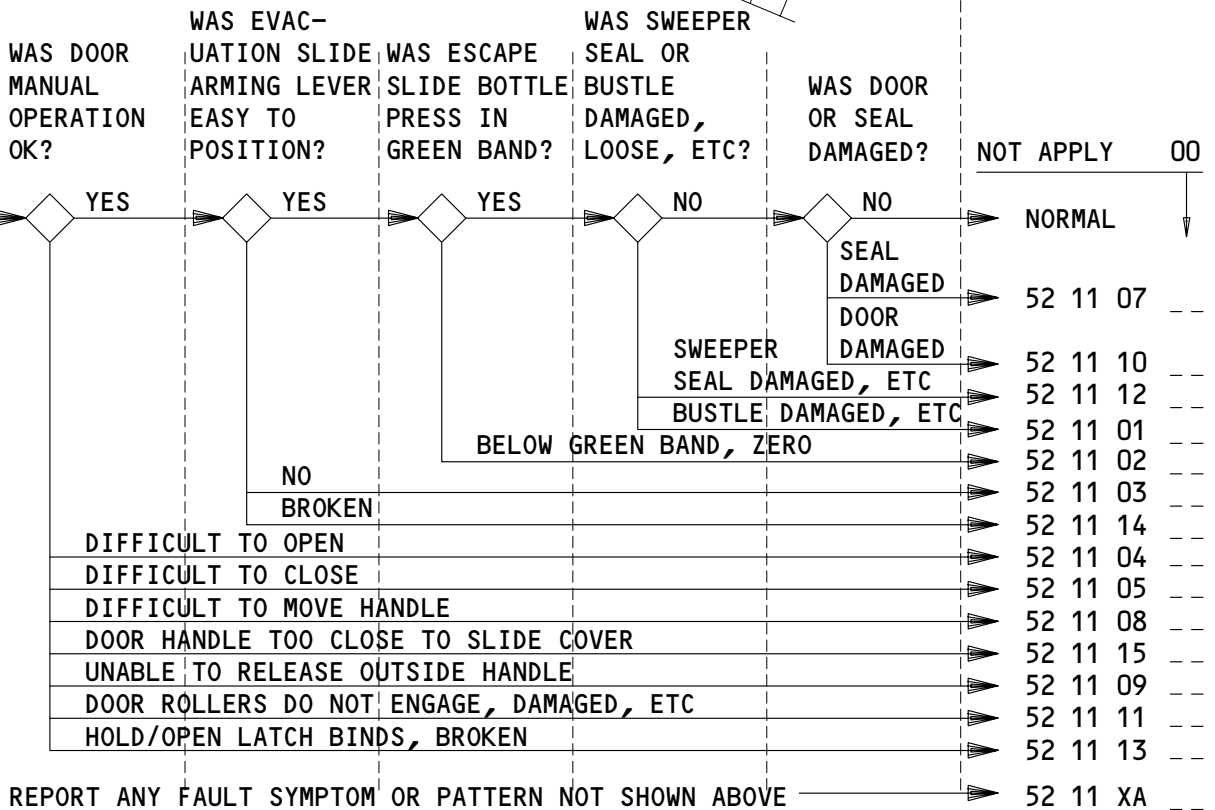 WAS DOOR
MANUAL
OPERATION
OK?
WAS EVAC-
UATION SLIDE
ARMING LEVER
EASY TO
POSITION?
WAS ESCAPE
SLIDE BOTTLE
PRESS IN
GREEN BAND?
WAS SWEEPER
SEAL OR
BUSTLE
DAMAGED,
LOOSE, ETC?
WAS DOOR
OR SEAL
DAMAGED?
NOT APPLY 00
YES YES YES NO NO NORMAL
SEAL
DAMAGED 52 11 07 _ _
DOOR
DAMAGED 52 11 10 _ _
SWEEPER
SEAL DAMAGED, ETC 52 11 12 _ _
BUSTLE DAMAGED, ETC 52 11 01 _ _
BELOW GREEN BAND, ZERO 52 11 02 _ _
NO 52 11 03 _ _
BROKEN 52 11 14 _ _
DIFFICULT TO OPEN 52 11 04 _ _
DIFFICULT TO CLOSE 52 11 05 _ _
DIFFICULT TO MOVE HANDLE 52 11 08 _ _
DOOR HANDLE TOO CLOSE TO SLIDE COVER 52 11 15 _ _
UNABLE TO RELEASE OUTSIDE HANDLE 52 11 09 _ _
DOOR ROLLERS DO NOT ENGAGE, DAMAGED, ETC 52 11 11 _ _
HOLD/OPEN LATCH BINDS, BROKEN 52 11 13 _ _
REPORT ANY FAULT SYMPTOM OR PATTERN NOT SHOWN ABOVE 52 11 XA _ _